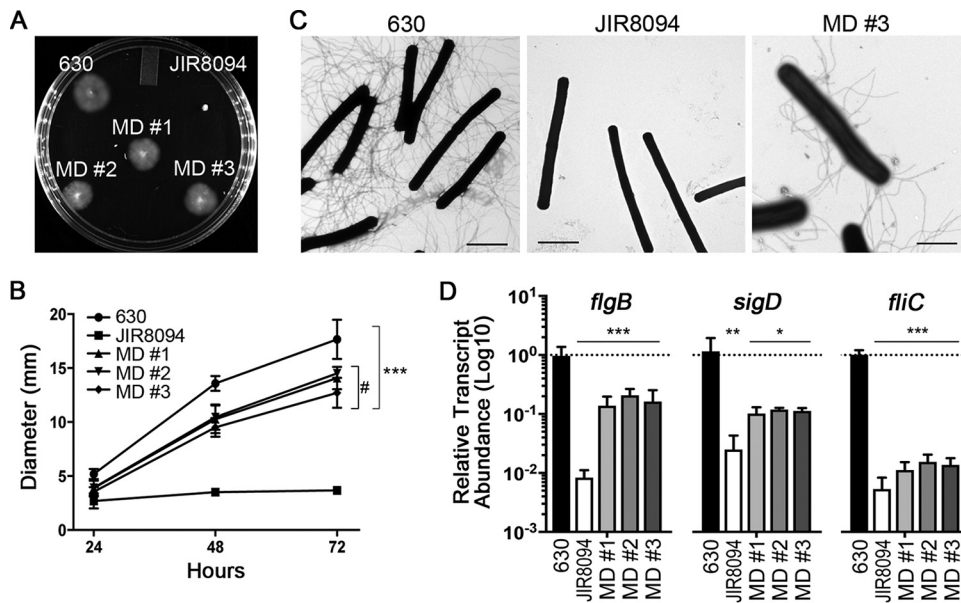 A
630
JIR8094
MD #1
MD #2
MD #3
C
630
JIR8094
MD #3
B
20
15
10
5
0
Diameter (mm)
630
JIR8094
MD #1
MD #2
MD #3
#
***
24
48
72
Hours
D
Relative Transcript
Abundance (Log10)
10¹
10⁰
10⁻¹
10⁻²
10⁻³
flgB
***
630
JIR8094
MD #1
MD #2
MD #3
sigD
**
*
630
JIR8094
MD #1
MD #2
MD #3
fliC
***
630
JIR8094
MD #1
MD #2
MD #3